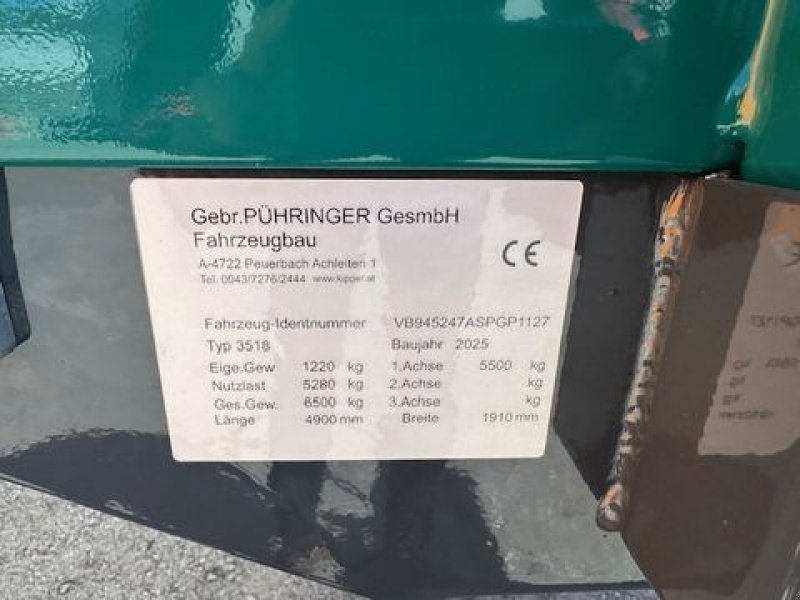 Gebr.PÜHRINGER GesmbH
Fahrzeugbau
CE
A-4722 Peuerbach Achleiten 1
Tel. 0043/7276/2444 www.kipper.at
Fahrzeug-Identnummer VB945247ASPGP1127
Typ 3518 Baujahr 2025
Eige.Gew 1220 kg 1.Achse 5500 kg
Nutzlast 5280 kg 2.Achse kg
Ges.Gew. 6500 kg 3.Achse kg
Länge 4900 mm Breite 1910 mm